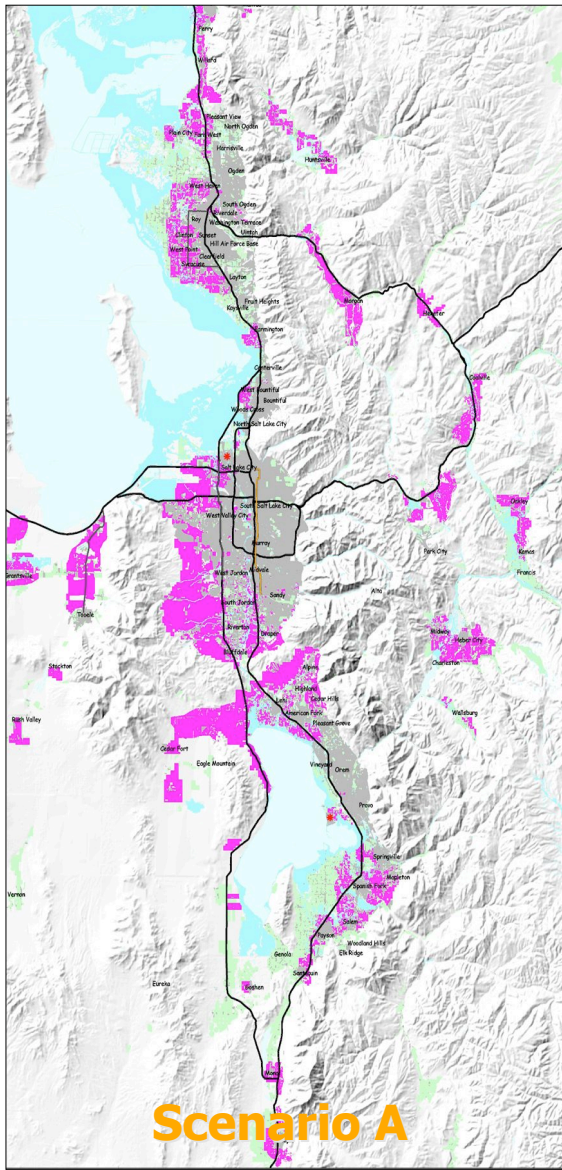 Perry
Willard
Pleasant View
North Ogden
Plain City
Farr West
Harrisville
Huntsville
Ogden
West Haven
South Ogden
Riverdale
Roy
Washington Terrace
Uintah
Clinton
Sunset
Hill Air Force Base
West Point
Clearfield
Syracuse
Layton
Morgan
Fruit Heights
Kaysville
Farmington
Centerville
Coalville
West Bountiful
Bountiful
Woods Cross
North Salt Lake City
Salt Lake City
South Salt Lake City
West Valley City
Oakley
Murray
Park City
Kamas
Grantsville
Midvale
West Jordan
Francis
Sandy
Alta
South Jordan
Tooele
Riverton
Draper
Midway
Heber City
Bluffdale
Charleston
Alpine
Stockton
Highland
Cedar Hills
Lehi
Wallsburg
American Fork
Rush Valley
Pleasant Grove
Cedar Fort
Eagle Mountain
Vineyard
Orem
Provo
Springville
Mapleton
Spanish Fork
Vernon
Salem
Payson
Woodland Hills
Elk Ridge
Genola
Santaquin
Eureka
Goshen
Mona
Scenario A